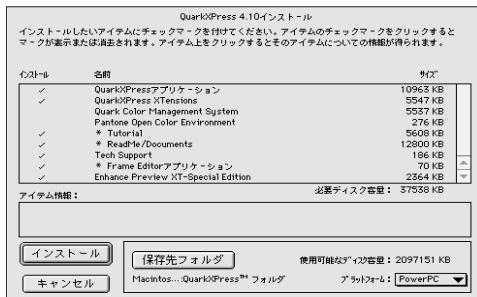 QuarkXPress 4.10インストール
インストールしたいアイテムにチェックマークを付けてください。アイテムのチェックマークをクリックすると
マークが表示または消去されます。アイテム上をクリックするとそのアイテムについての情報が得られます。
インストール 名前 サイズ
✓ QuarkXPressアプリケーション 10963 KB
✓ QuarkXPress XTensions 5547 KB
Quark Color Management System 5537 KB
Pantone Open Color Environment 276 KB
✓ * Tutorial 5608 KB
✓ * ReadMe/Documents 12800 KB
✓ Tech Support 186 KB
✓ * Frame Editorアプリケーション 70 KB
✓ Enhance Preview XT-Special Edition 2364 KB
必要ディスク容量: 37538 KB
アイテム情報:
インストール
キャンセル
保存先フォルダ
使用可能なディスク容量: 2097151 KB
Macintos...:QuarkXPress™ フォルダ
プラットフォーム: PowerPC